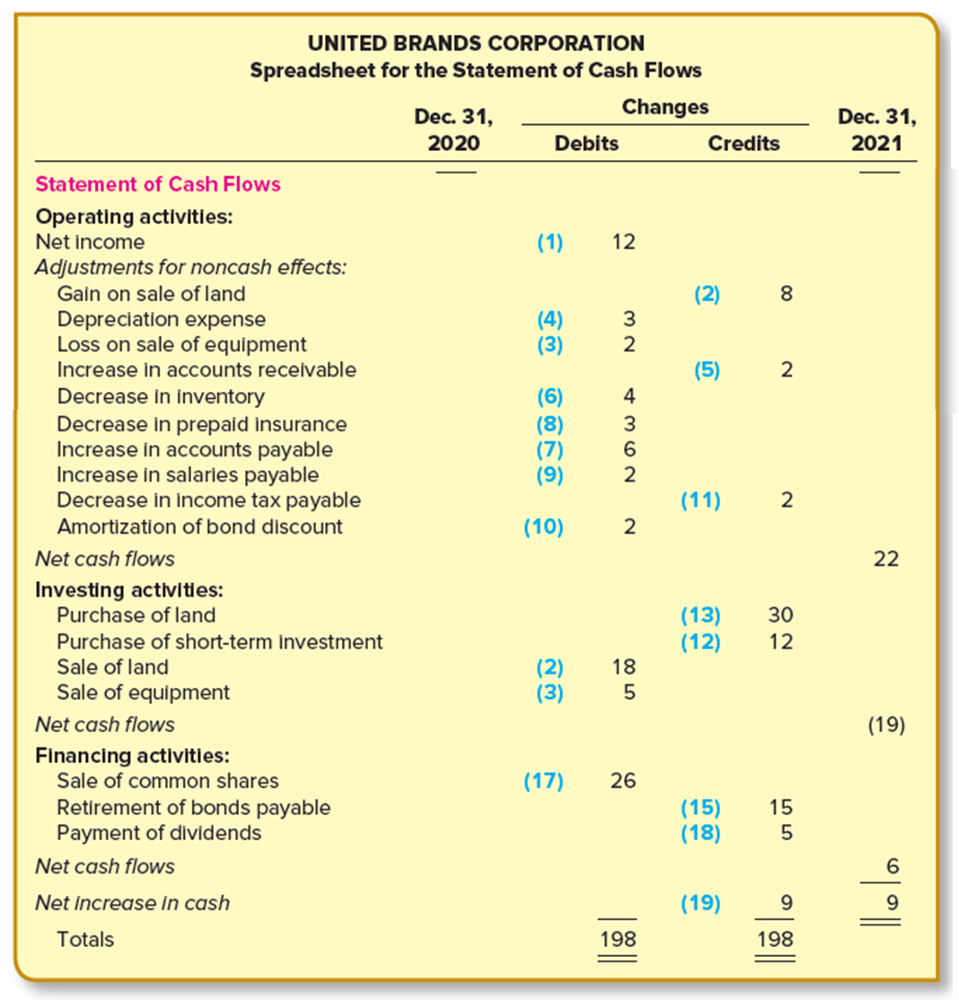 UNITED BRANDS CORPORATION
Spreadsheet for the Statement of Cash Flows
Changes
Dec. 31, 2020 Debits Credits Dec. 31, 2021
Statement of Cash Flows
Operating activities:
Net income (1) 12
Adjustments for noncash effects:
Gain on sale of land (2) 8
Depreciation expense (4) 3
Loss on sale of equipment (3) 2
Increase in accounts receivable (5) 2
Decrease in inventory (6) 4
Decrease in prepaid insurance (8) 3
Increase in accounts payable (7) 6
Increase in salaries payable (9) 2
Decrease in income tax payable (11) 2
Amortization of bond discount (10) 2
Net cash flows 22
Investing activities:
Purchase of land (13) 30
Purchase of short-term investment (12) 12
Sale of land (2) 18
Sale of equipment (3) 5
Net cash flows (19)
Financing activities:
Sale of common shares (17) 26
Retirement of bonds payable (15) 15
Payment of dividends (18) 5
Net cash flows 6
Net increase in cash (19) 9 9
Totals 198 198